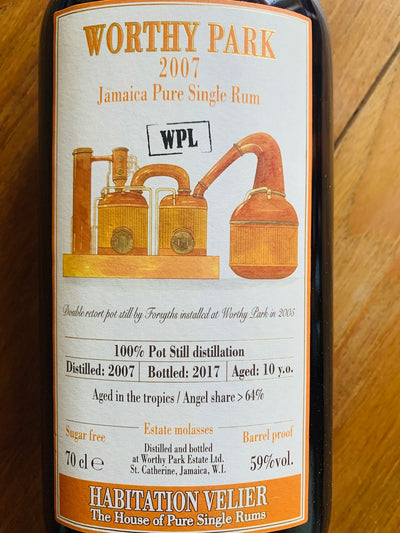 WORTHY PARK
2007
Jamaica Pure Single Rum
WPL
Double retort pot still by Forsyths installed at Worthy Park in 2005
100% Pot Still distillation
Distilled: 2007 | Bottled: 2017 | Aged: 10 y.o.
Aged in the tropics / Angel share > 64%
Estate molasses
Sugar free
Barrel proof
Distilled and bottled
at Worthy Park Estate Ltd.
St. Catherine, Jamaica, W.I.
70 cl e
59%vol.
HABITATION VELIER
The House of Pure Single Rums